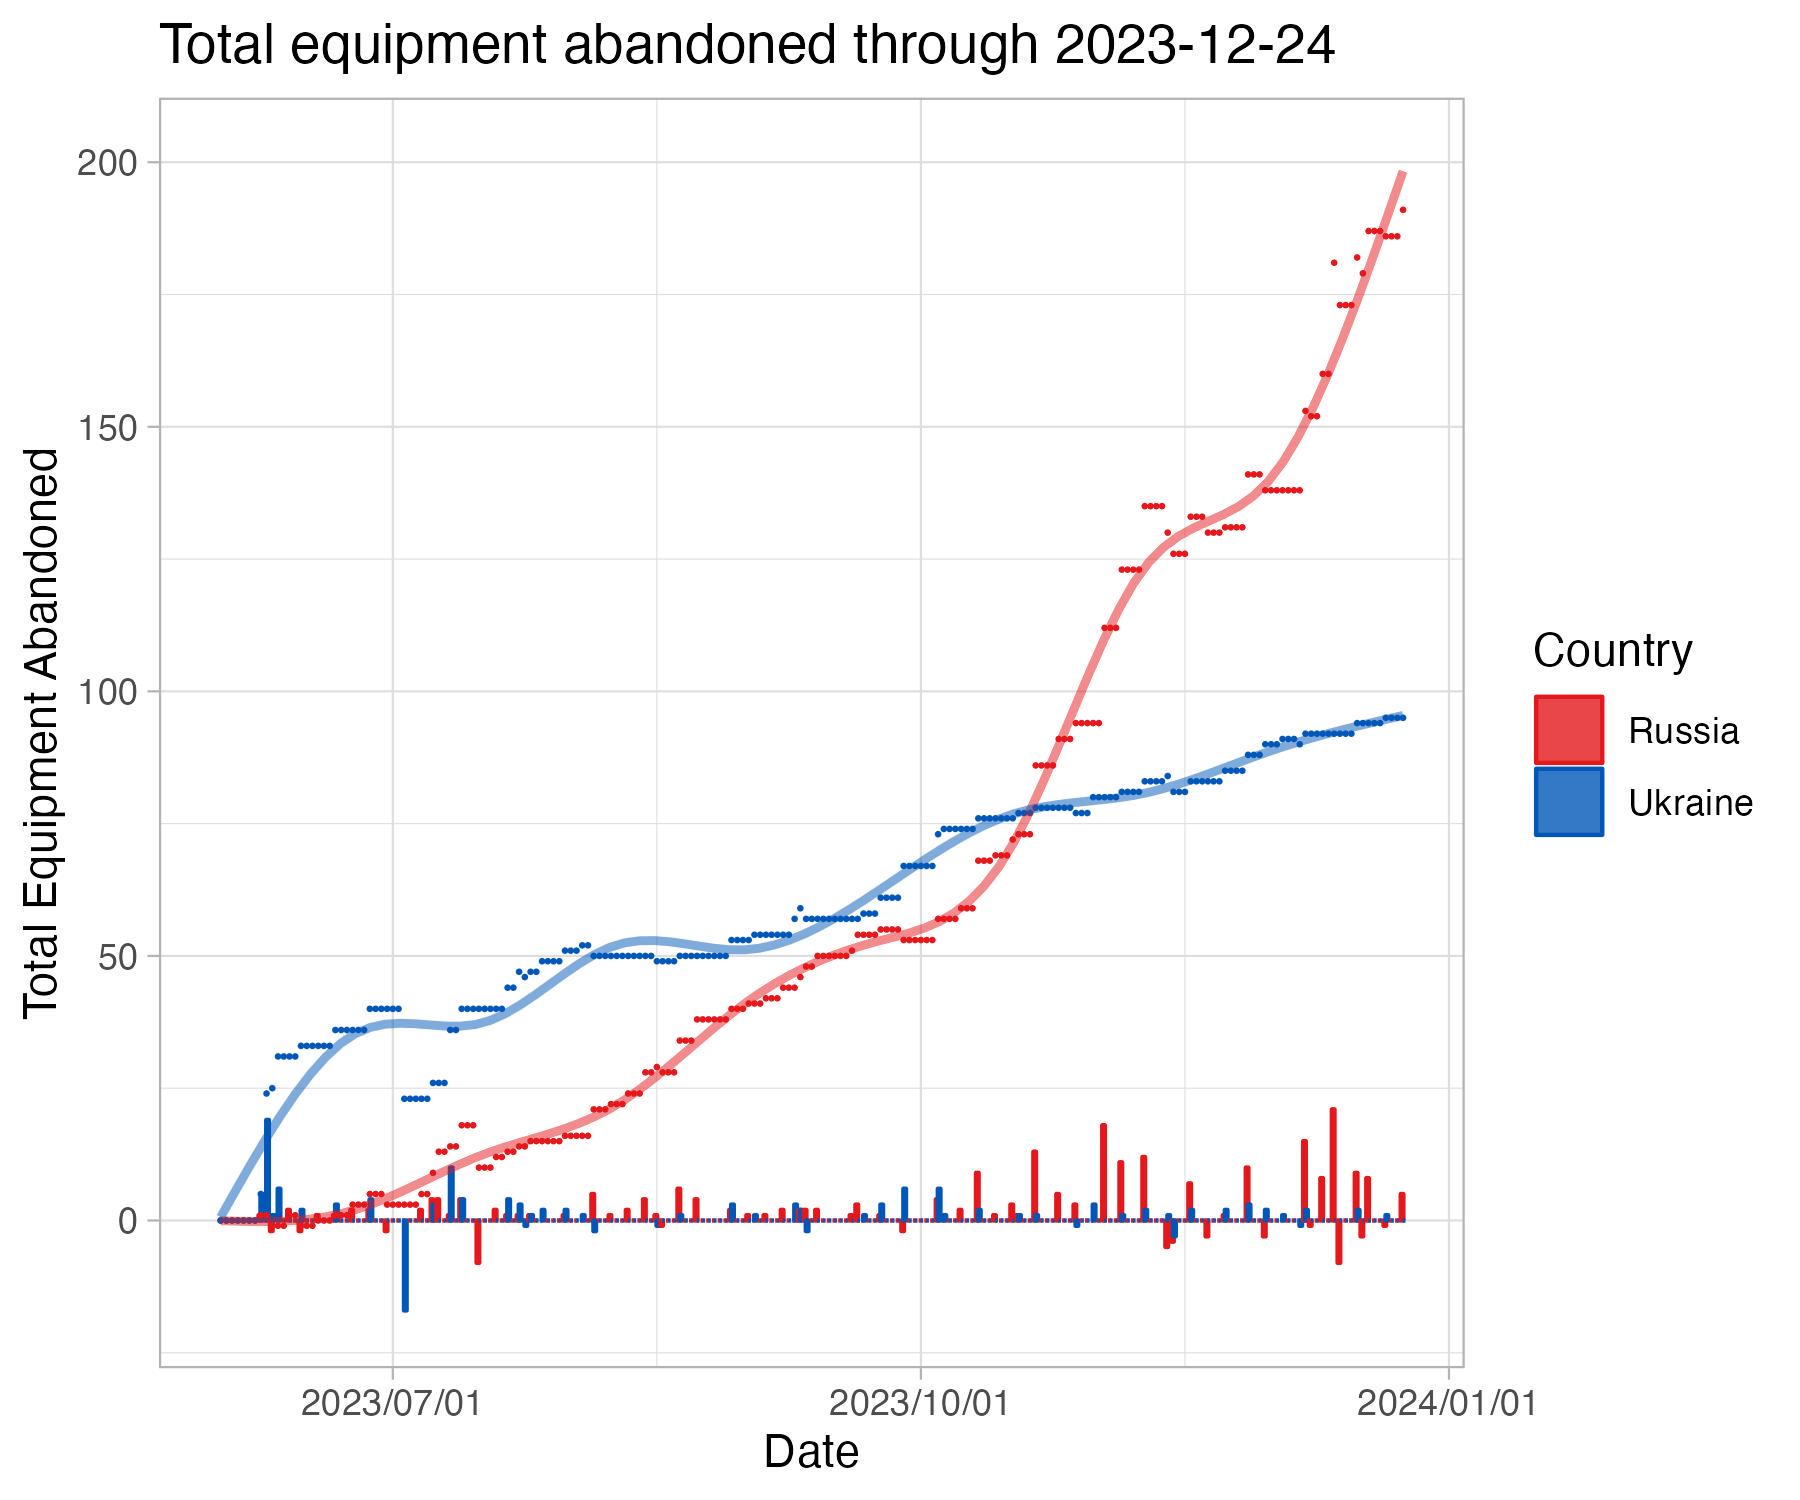 Total equipment abandoned through 2023-12-24
Total Equipment Abandoned
200
150
100
50
0
2023/07/01
2023/10/01
2024/01/01
Date
Country
Russia
Ukraine